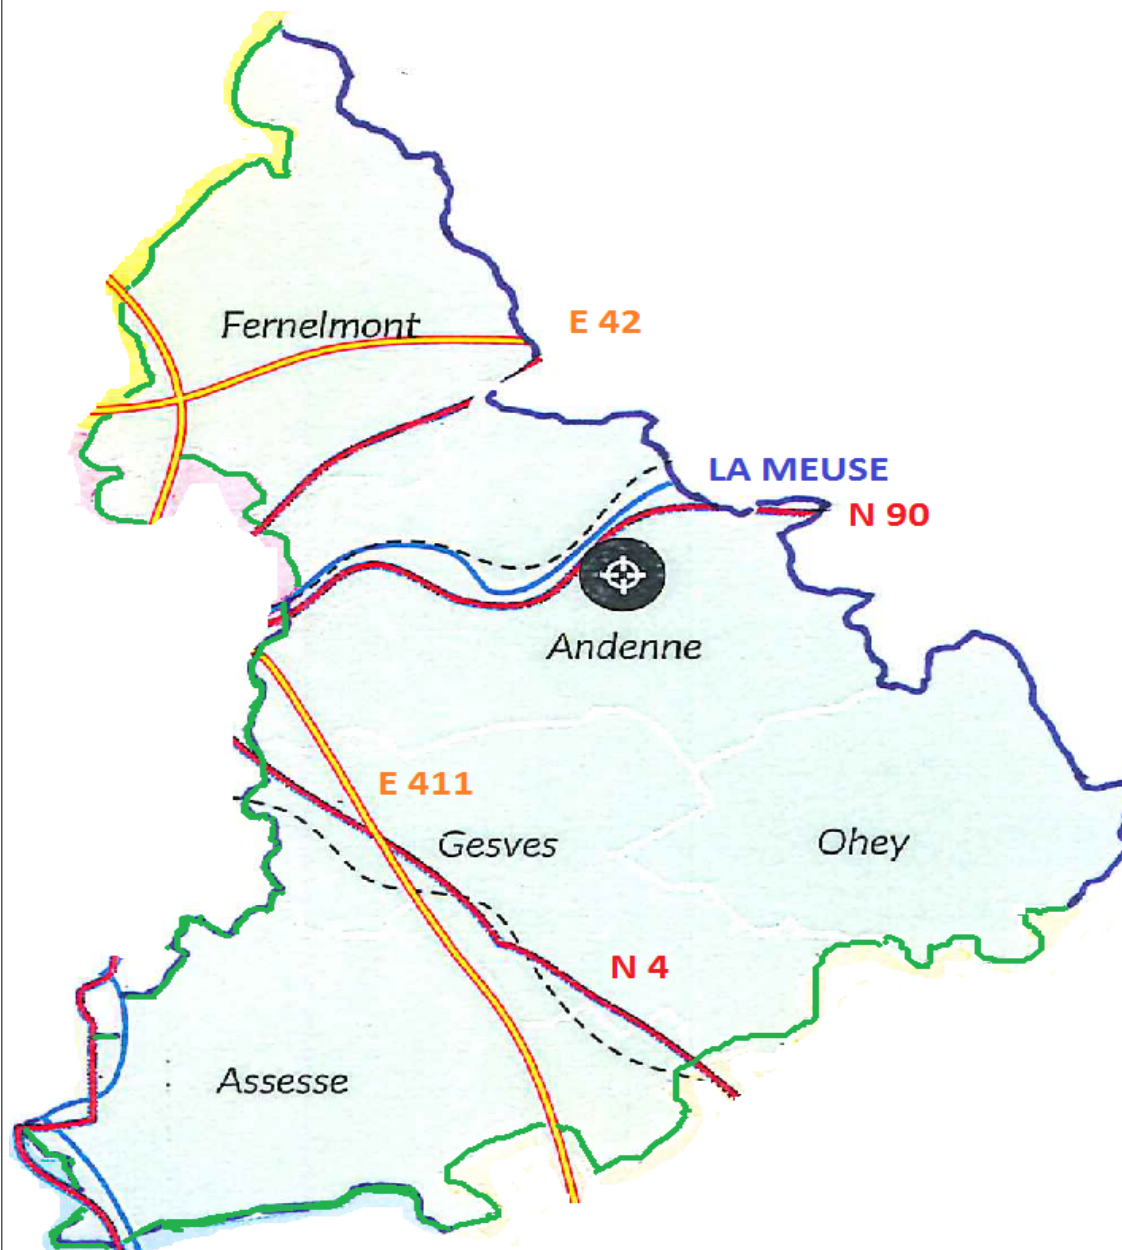 Fernelmont
E 42
LA MEUSE
N 90
Andenne
E 411
Gesves
Ohey
N 4
Assesse